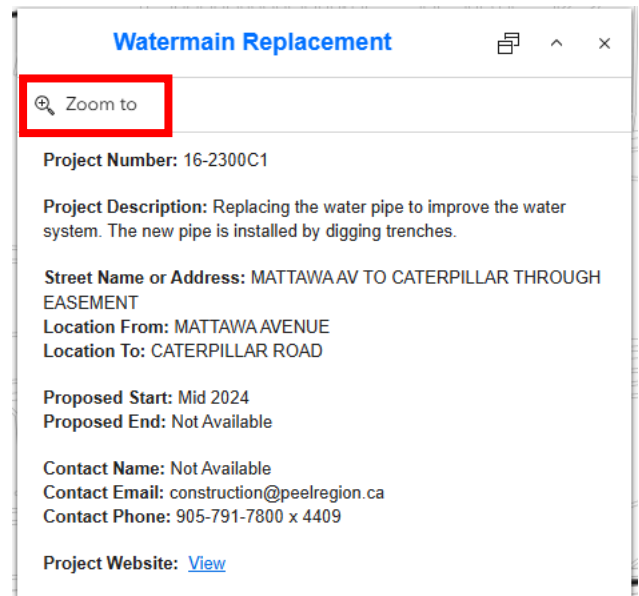 Watermain Replacement
Zoom to
Project Number: 16-2300C1
Project Description: Replacing the water pipe to improve the water
system. The new pipe is installed by digging trenches.
Street Name or Address: MATTAWA AV TO CATERPILLAR THROUGH
EASEMENT
Location From: MATTAWA AVENUE
Location To: CATERPILLAR ROAD
Proposed Start: Mid 2024
Proposed End: Not Available
Contact Name: Not Available
Contact Email: construction@peelregion.ca
Contact Phone: 905-791-7800 x 4409
Project Website: View